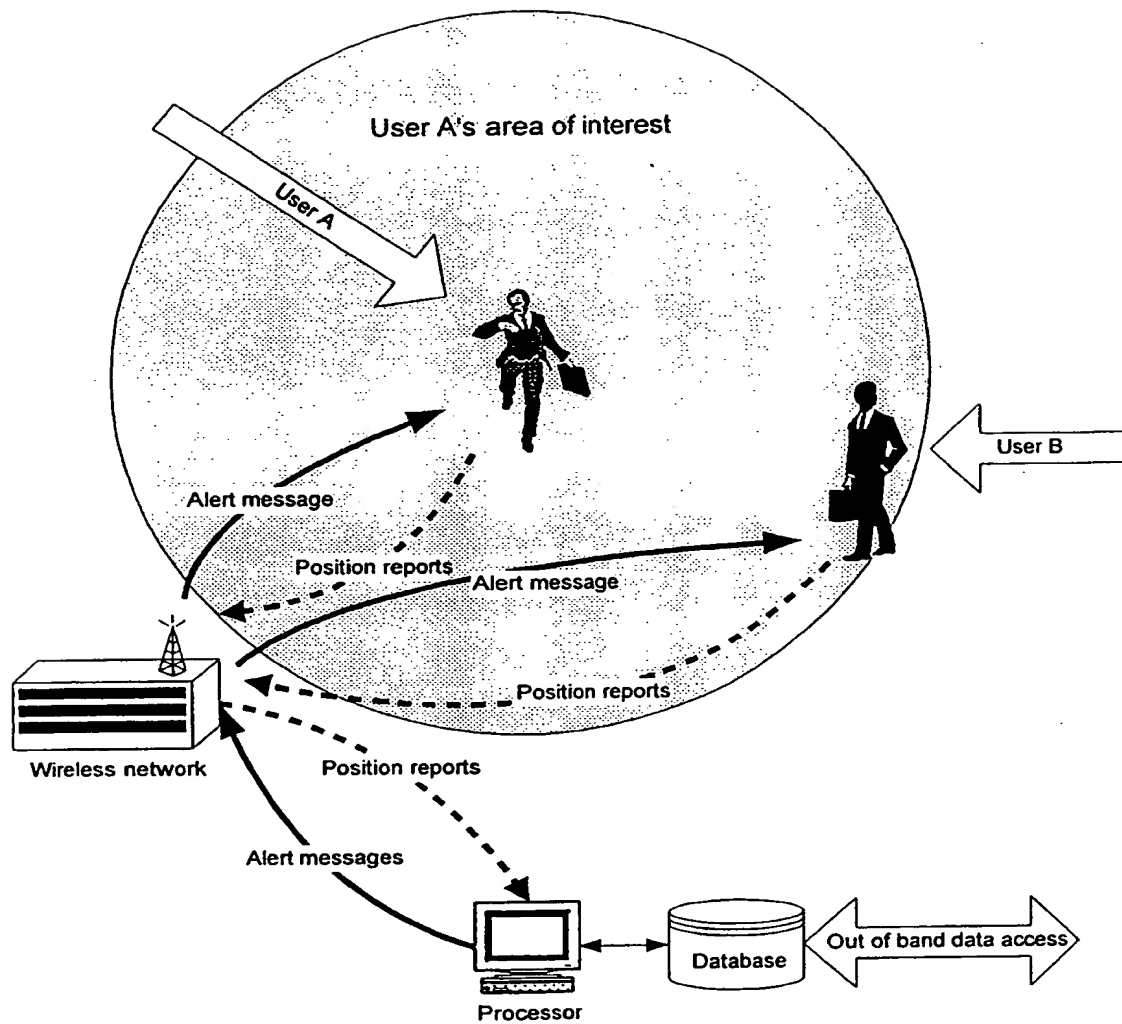 User A's area of interest
User A
User B
Alert message
Position reports
Alert message
Position reports
Wireless network
Position reports
Alert messages
Out of band data access
Database
Processor